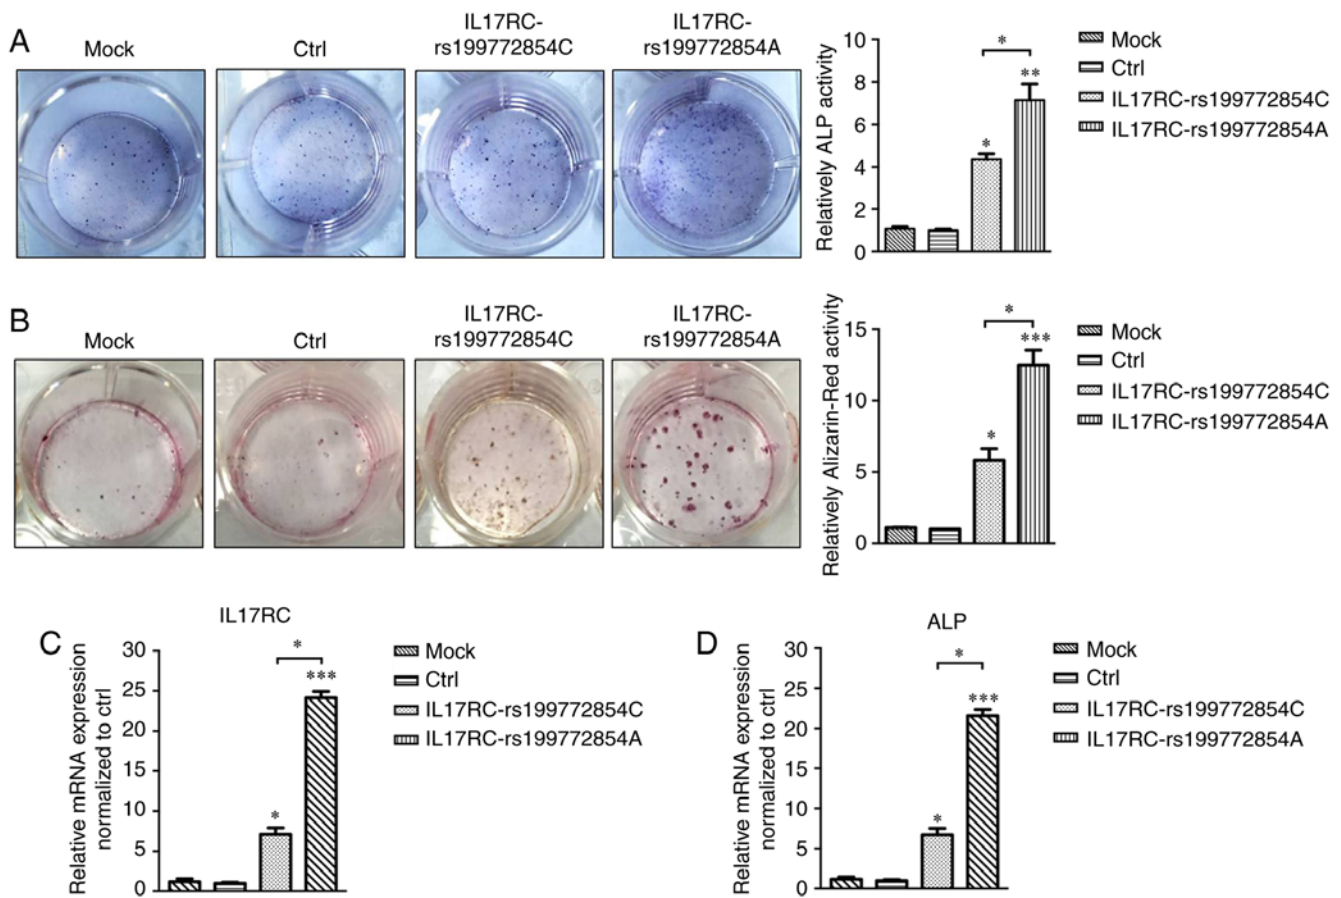 A
Mock
Ctrl
IL17RC-
rs199772854C
IL17RC-
rs199772854A
Relatively ALP activity
10
8
6
4
2
0
*
**
*
Mock
Ctrl
IL17RC-rs199772854C
IL17RC-rs199772854A
B
Mock
Ctrl
IL17RC-
rs199772854C
IL17RC-
rs199772854A
Relatively Alizarin-Red activity
15
10
5
0
*
***
*
Mock
Ctrl
IL17RC-rs199772854C
IL17RC-rs199772854A
C
IL17RC
Relative mRNA expression
normalized to ctrl
30
25
20
15
10
5
0
*
***
*
Mock
Ctrl
IL17RC-rs199772854C
IL17RC-rs199772854A
D
ALP
Relative mRNA expression
normalized to ctrl
30
25
20
15
10
5
0
*
***
*
Mock
Ctrl
IL17RC-rs199772854C
IL17RC-rs199772854A